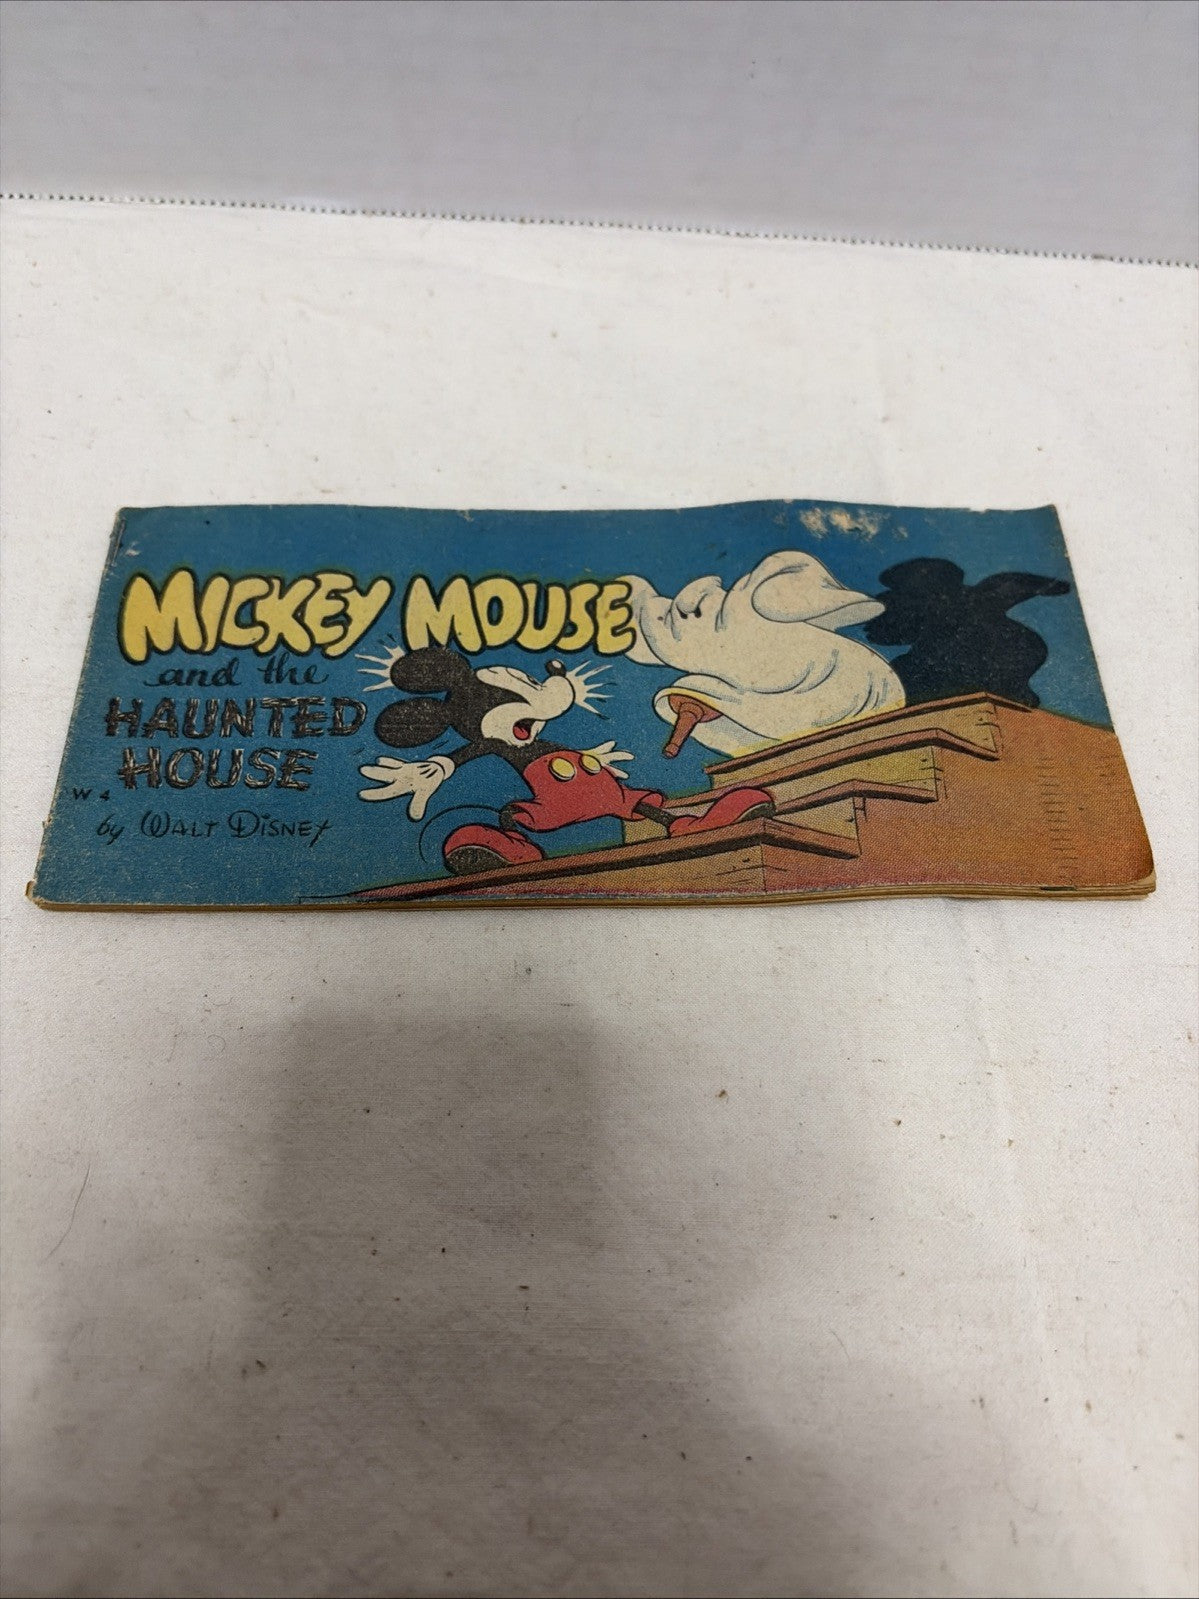 MICKEY MOUSE
and the
HAUNTED
HOUSE
W 4
by WALT DISNEY